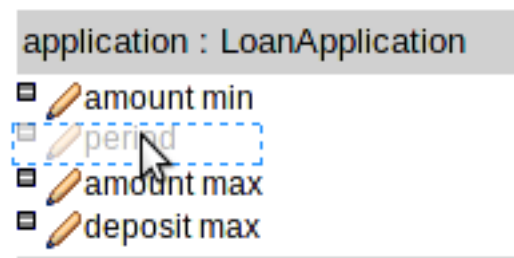 application : LoanApplication
amount min
period
amount max
deposit max